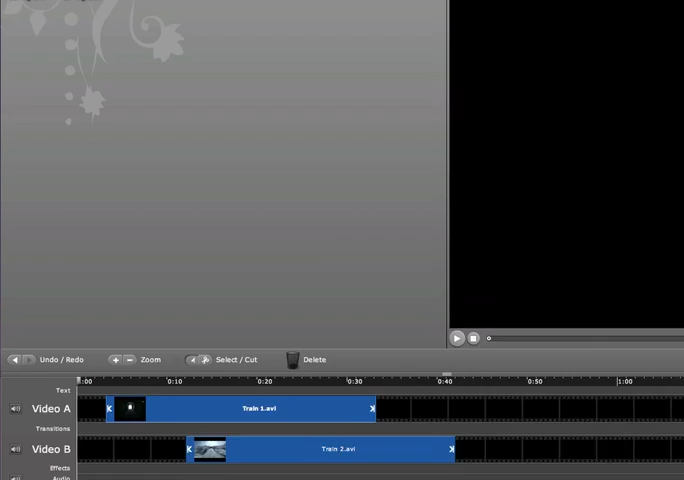 Undo / Redo Zoom Select / Cut Delete
:00 0:10 0:20 0:30 0:40 0:50 1:00
Text
Video A Train 1.avi
Transitions
Video B Train 2.avi
Effects
Audio